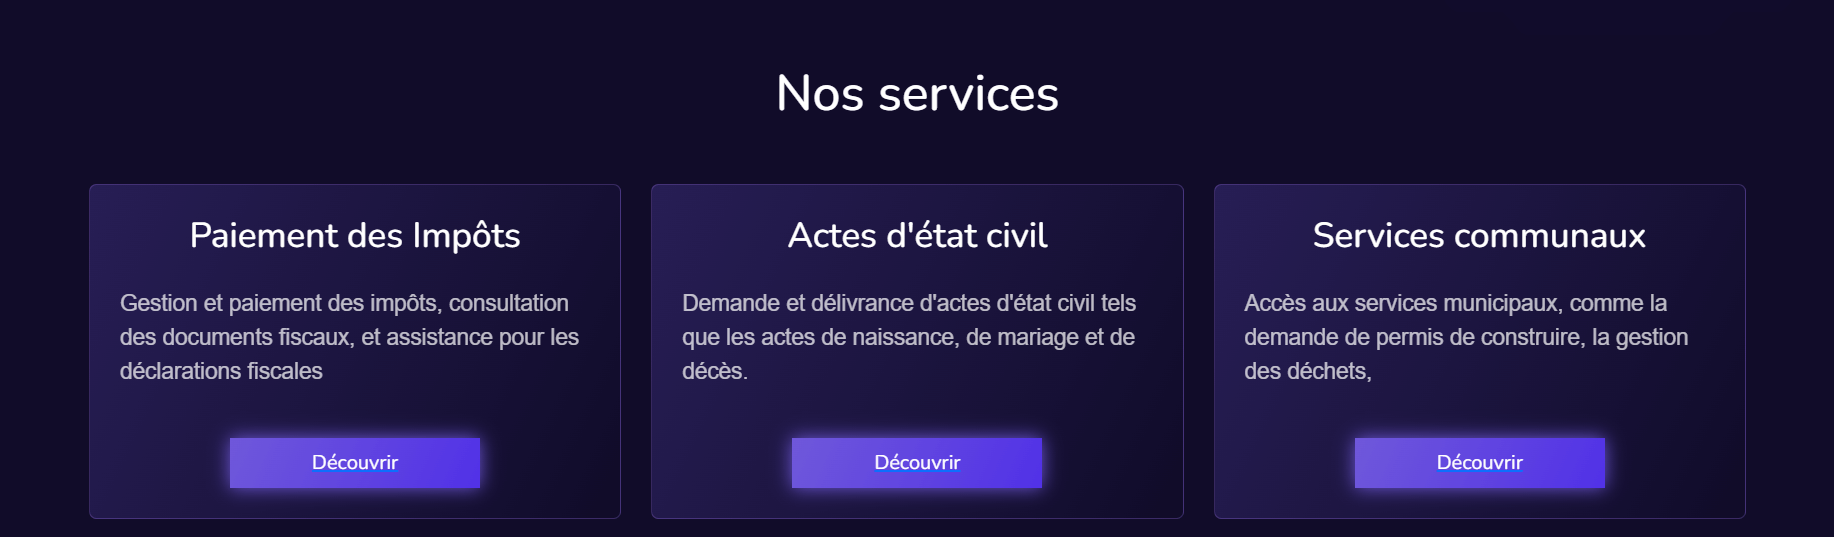 Nos services
Paiement des Impôts
Gestion et paiement des impôts, consultation
des documents fiscaux, et assistance pour les
déclarations fiscales
Découvrir
Actes d'état civil
Demande et délivrance d'actes d'état civil tels
que les actes de naissance, de mariage et de
décès.
Découvrir
Services communaux
Accès aux services municipaux, comme la
demande de permis de construire, la gestion
des déchets,
Découvrir